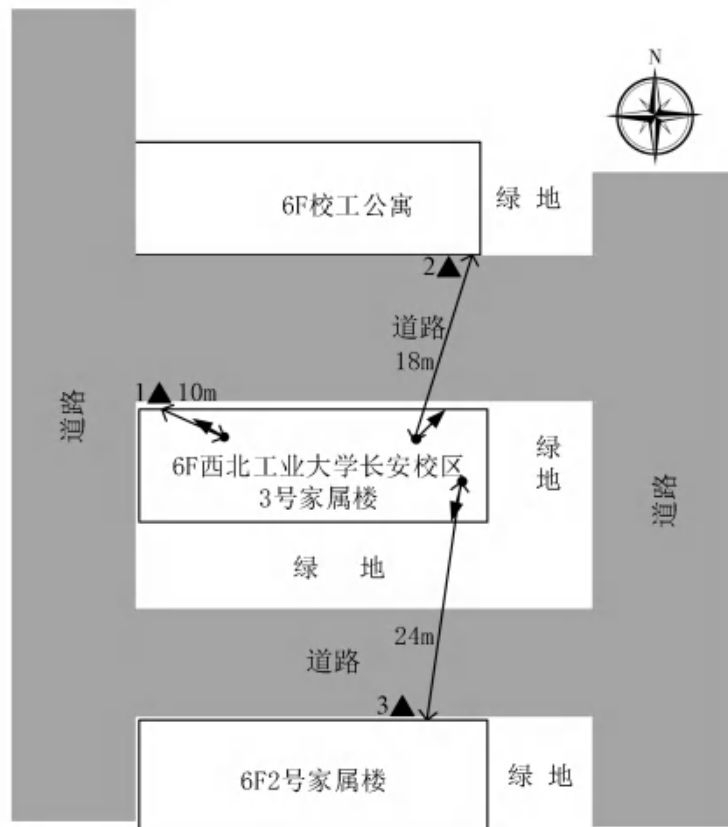 N
6F校工公寓
绿 地
2
道路
18m
1
10m
道路
6F西北工业大学长安校区
3号家属楼
绿
地
道路
绿 地
24m
道路
3
6F2号家属楼
绿 地